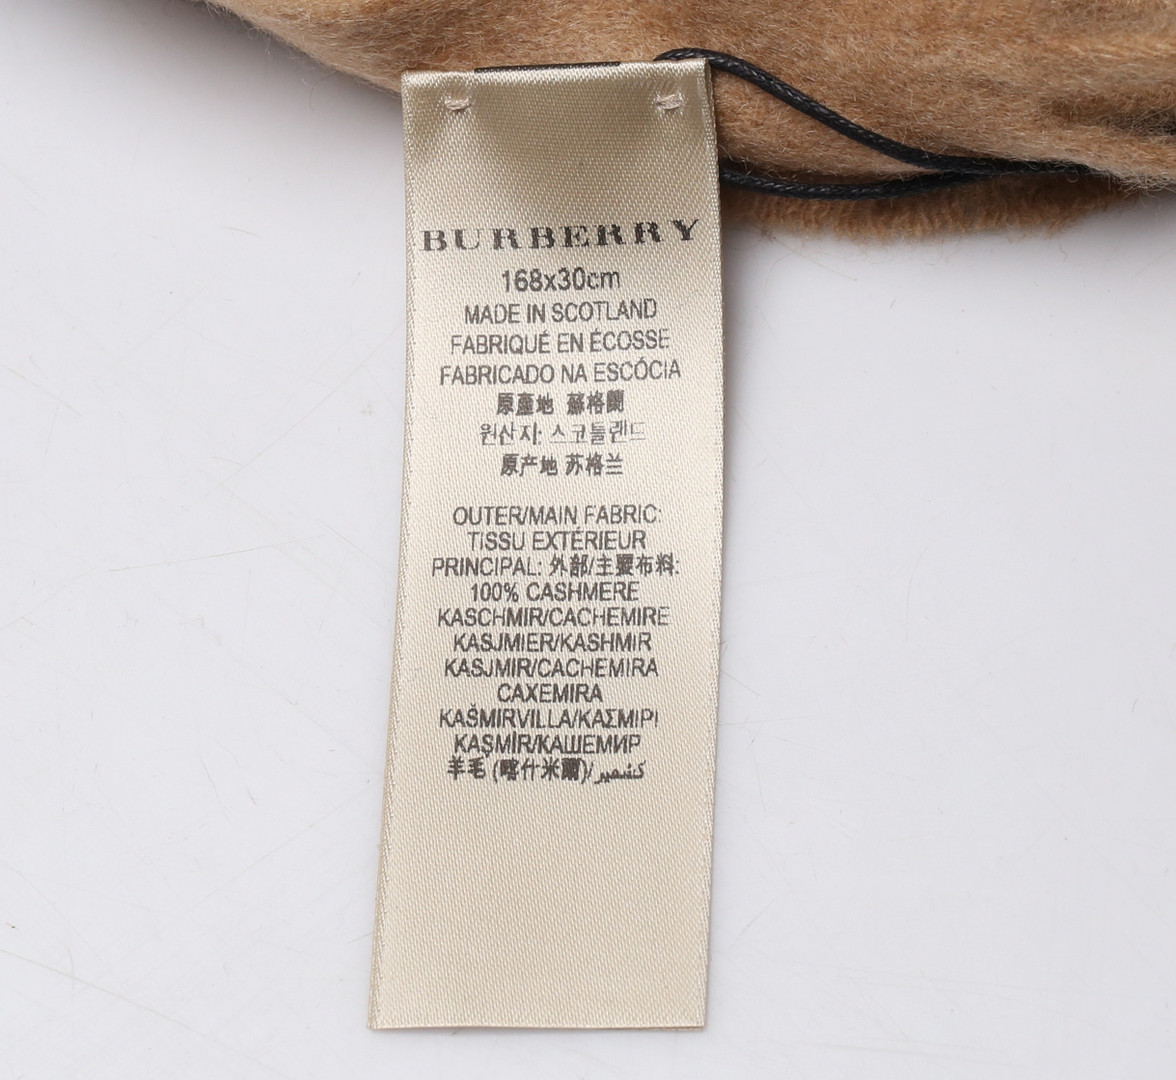 BURBERRY
168x30cm
MADE IN SCOTLAND
FABRIQUÉ EN ÉCOSSE
FABRICADO NA ESCÓCIA
原產地 蘇格蘭
원산지: 스코틀랜드
原产地 苏格兰
OUTER/MAIN FABRIC:
TISSU EXTÉRIEUR
PRINCIPAL: 外部/主要布料:
100% CASHMERE
KASCHMIR/CACHEMIRE
KASJMIER/KASHMIR
KASJMIR/CACHEMIRA
CAXEMIRA
KAŠMIRVILLA/ΚΑΣΜΙΡΙ
KAŞMİR/КАШЕМИР
羊毛 (喀什米爾)/كشمير